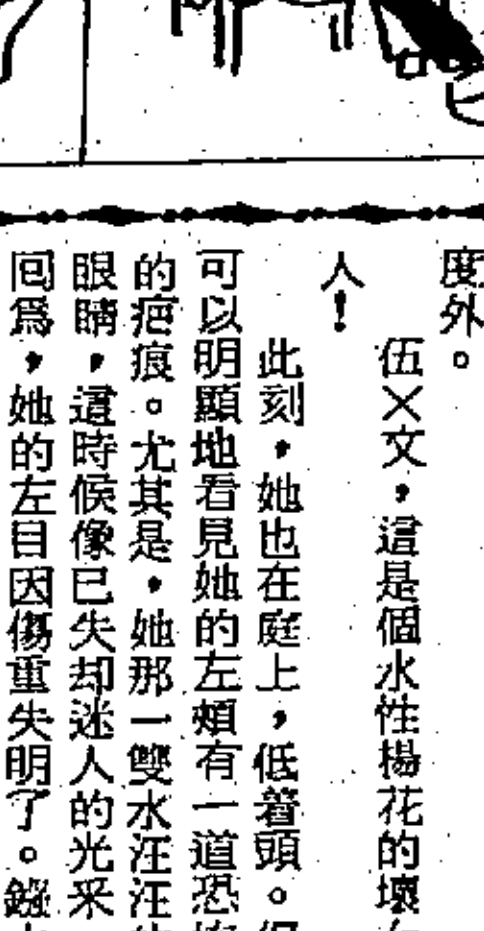 度外。
伍×文，這是個水性楊花的壞
人！
此刻，她也在庭上，低着頭。
可以明顯地看見她的左頰有一道恐
的疤痕。尤其是，她那一雙水汪汪
眼睛，這時候像已失却迷人的光采
囘爲，她的左目因傷重失明了。